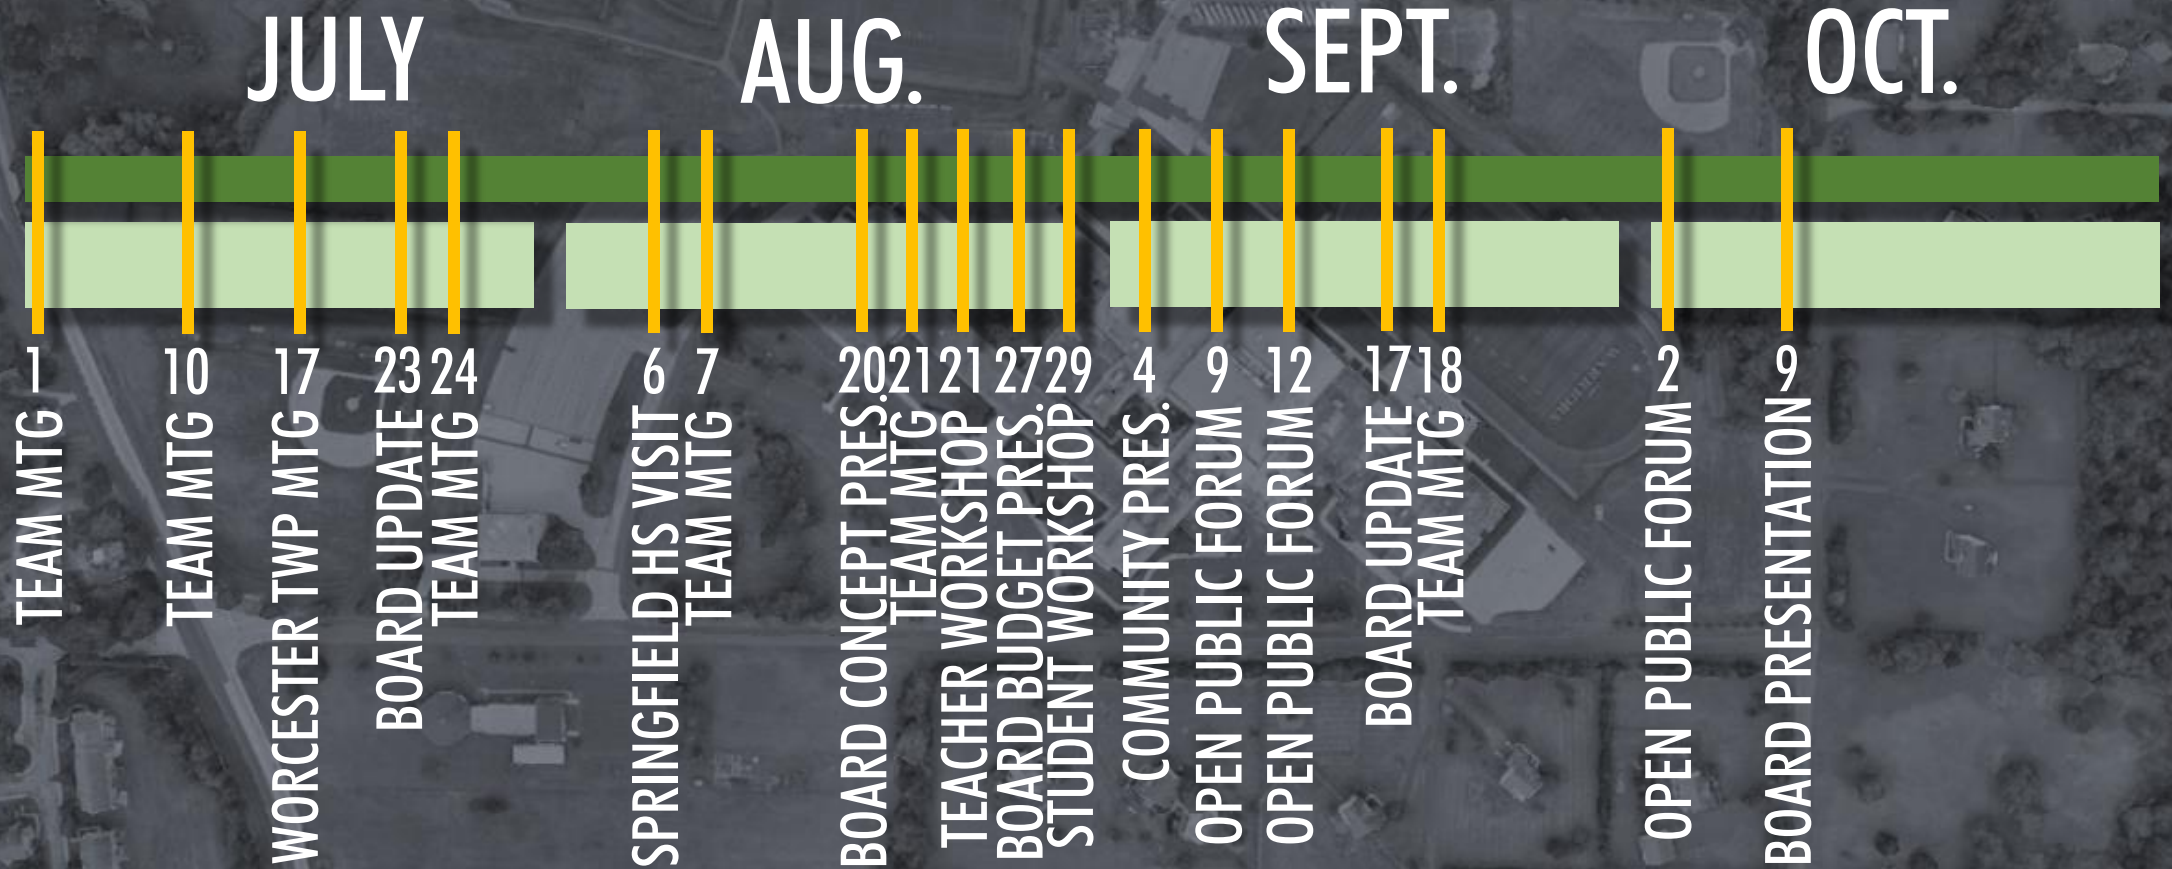 JULY
AUG.
SEPT.
OCT.
1
TEAM MTG
10
TEAM MTG
17
WORCESTER TWP MTG
23
BOARD UPDATE
24
TEAM MTG
6
SPRINGFIELD HS VISIT
7
TEAM MTG
20
BOARD CONCEPT PRES.
21
TEAM MTG
21
TEACHER WORKSHOP
27
BOARD BUDGET PRES.
29
STUDENT WORKSHOP
4
COMMUNITY PRES.
9
OPEN PUBLIC FORUM
12
OPEN PUBLIC FORUM
17
BOARD UPDATE
18
TEAM MTG
2
OPEN PUBLIC FORUM
9
BOARD PRESENTATION